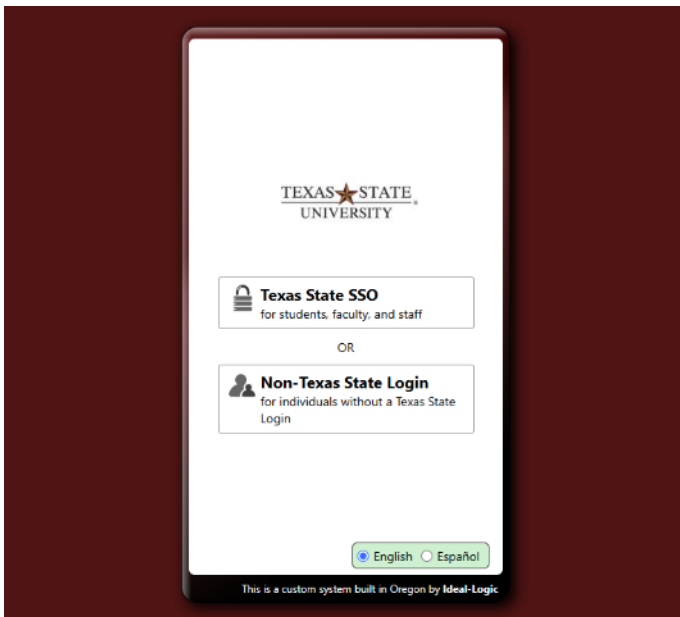 TEXAS STATE
UNIVERSITY
Texas State SSO
for students, faculty, and staff
OR
Non-Texas State Login
for individuals without a Texas State
Login
English Español
This is a custom system built in Oregon by Ideal-Logic